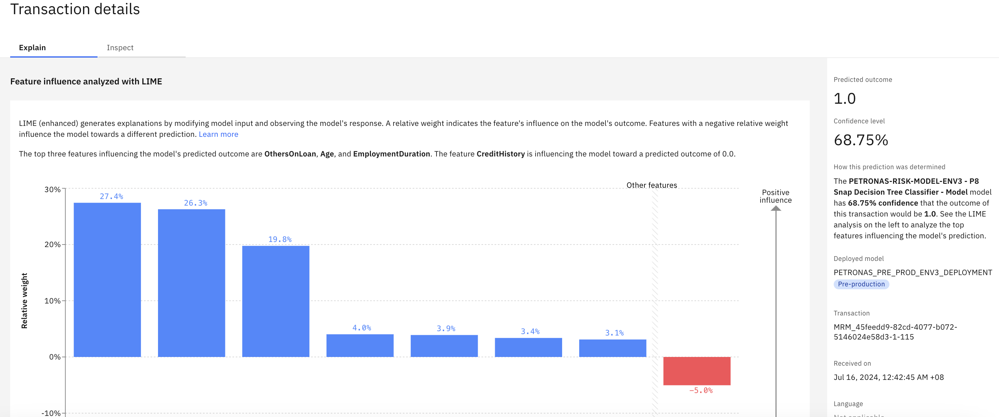 Transaction details
Explain
Inspect
Feature influence analyzed with LIME
LIME (enhanced) generates explanations by modifying model input and observing the model's response. A relative weight indicates the feature's influence on the model's outcome. Features with a negative relative weight
influence the model towards a different prediction. Learn more
The top three features influencing the model's predicted outcome are OthersOnLoan, Age, and EmploymentDuration. The feature CreditHistory is influencing the model toward a predicted outcome of 0.0.
Relative weight
30%
20%
10%
0%
-10%
27.4%
26.3%
19.8%
4.0%
3.9%
3.4%
3.1%
Other features
−5.0%
Positive
influence
Predicted outcome
1.0
Confidence level
68.75%
How this prediction was determined
The PETRONAS-RISK-MODEL-ENV3 - P8
Snap Decision Tree Classifier - Model model
has 68.75% confidence that the outcome of
this transaction would be 1.0. See the LIME
analysis on the left to analyze the top
features influencing the model's prediction.
Deployed model
PETRONAS_PRE_PROD_ENV3_DEPLOYMENT
Pre-production
Transaction
MRM_45feedd9-82cd-4077-b072-
5146024e58d3-1-115
Received on
Jul 16, 2024, 12:42:45 AM +08
Language